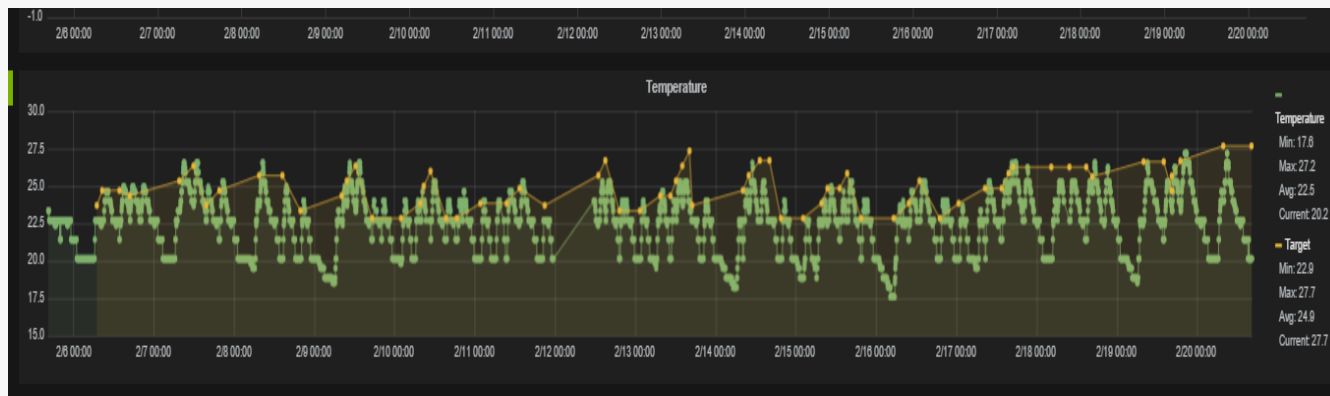 -1.0
2/6 00:00 2/7 00:00 2/8 00:00 2/9 00:00 2/10 00:00 2/11 00:00 2/12 00:00 2/13 00:00 2/14 00:00 2/15 00:00 2/16 00:00 2/17 00:00 2/18 00:00 2/19 00:00 2/20 00:00
Temperature
30.0
27.5
25.0
22.5
20.0
17.5
15.0
2/6 00:00 2/7 00:00 2/8 00:00 2/9 00:00 2/10 00:00 2/11 00:00 2/12 00:00 2/13 00:00 2/14 00:00 2/15 00:00 2/16 00:00 2/17 00:00 2/18 00:00 2/19 00:00 2/20 00:00
Temperature
Min: 17.6
Max: 27.2
Avg: 22.5
Current: 20.2
Target
Min: 22.9
Max: 27.7
Avg: 24.9
Current: 27.7